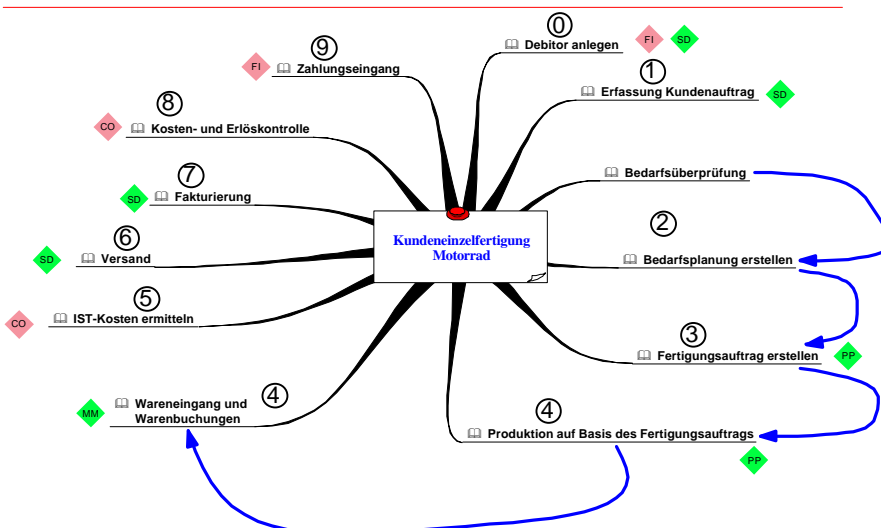 0
Debitor anlegen
FI
SD
1
Erfassung Kundenauftrag
SD
Bedarfsüberprüfung
2
Bedarfsplanung erstellen
3
Fertigungsauftrag erstellen
PP
4
Produktion auf Basis des Fertigungsauftrags
PP
4
Wareneingang und
Warenbuchungen
MM
5
IST-Kosten ermitteln
CO
6
Versand
SD
7
Fakturierung
SD
8
Kosten- und Erlöskontrolle
CO
9
Zahlungseingang
FI
Kundeneinzelfertigung
Motorrad